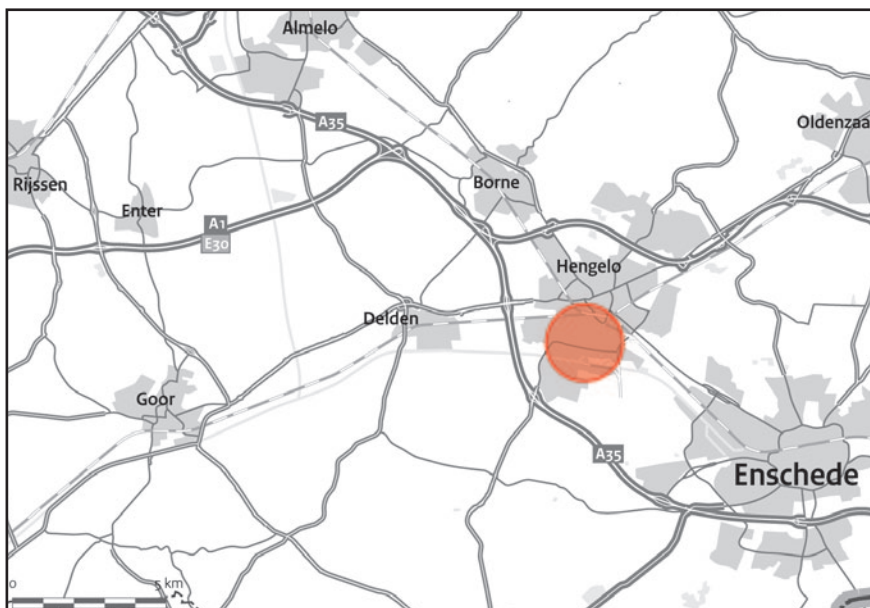 Almelo
A35
Oldenzaa
Rijssen
Borne
Enter
A1
E30
Hengelo
Delden
Goor
A35
Enschede
0 5 km